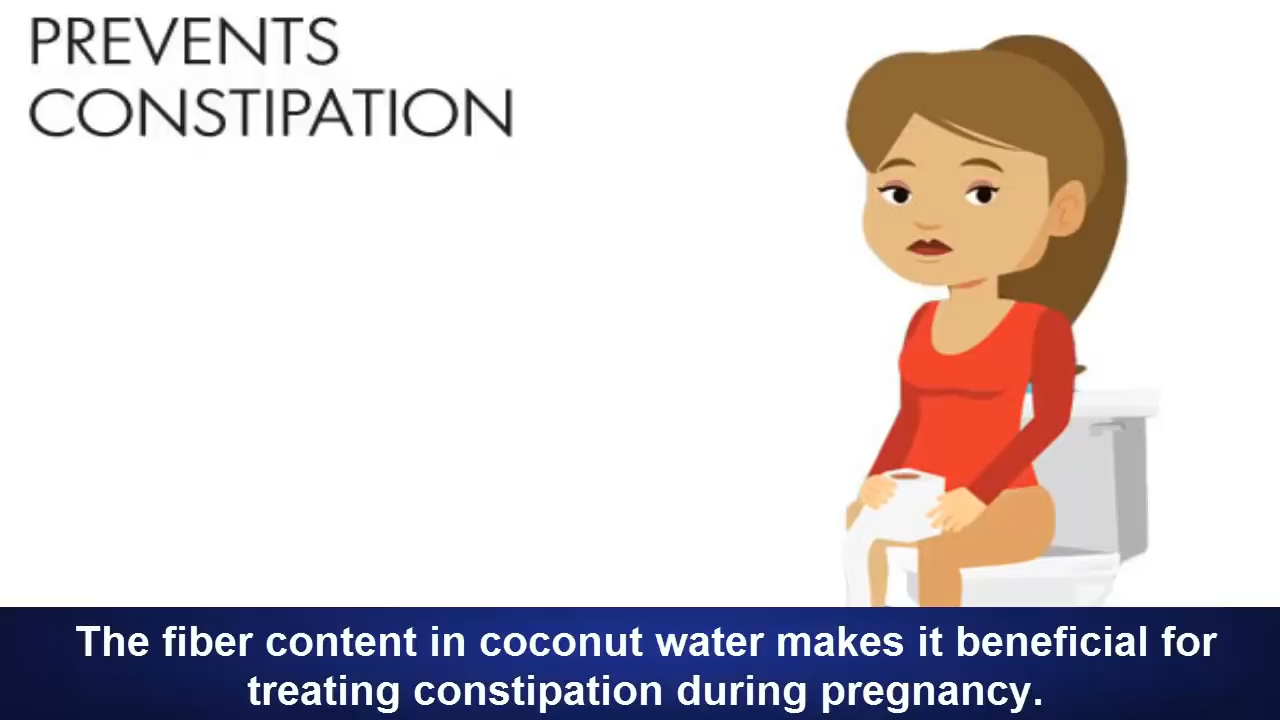 PREVENTS
CONSTIPATION
The fiber content in coconut water makes it beneficial for
treating constipation during pregnancy.